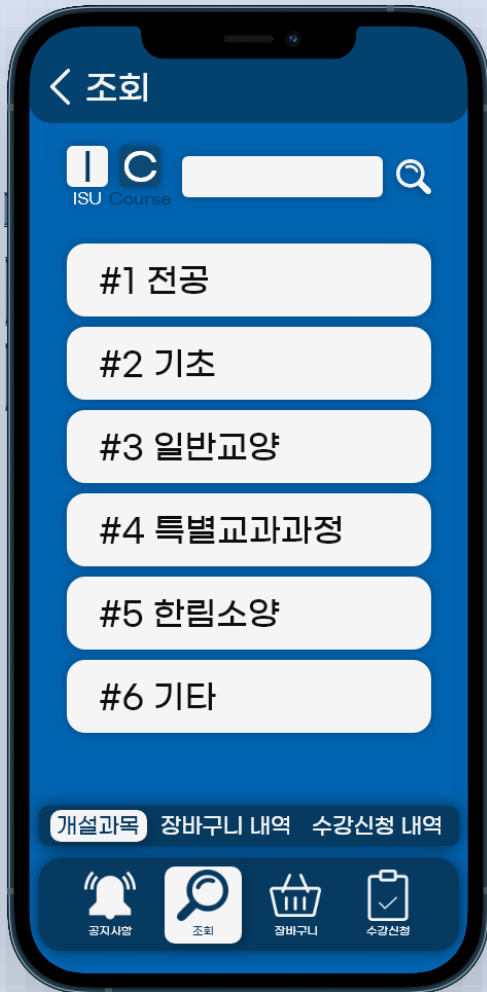 조회
I C
ISU Course
#1 전공
#2 기초
#3 일반교양
#4 특별교과과정
#5 한림소양
#6 기타
개설과목 장바구니 내역 수강신청 내역
공지사항 조회 장바구니 수강신청